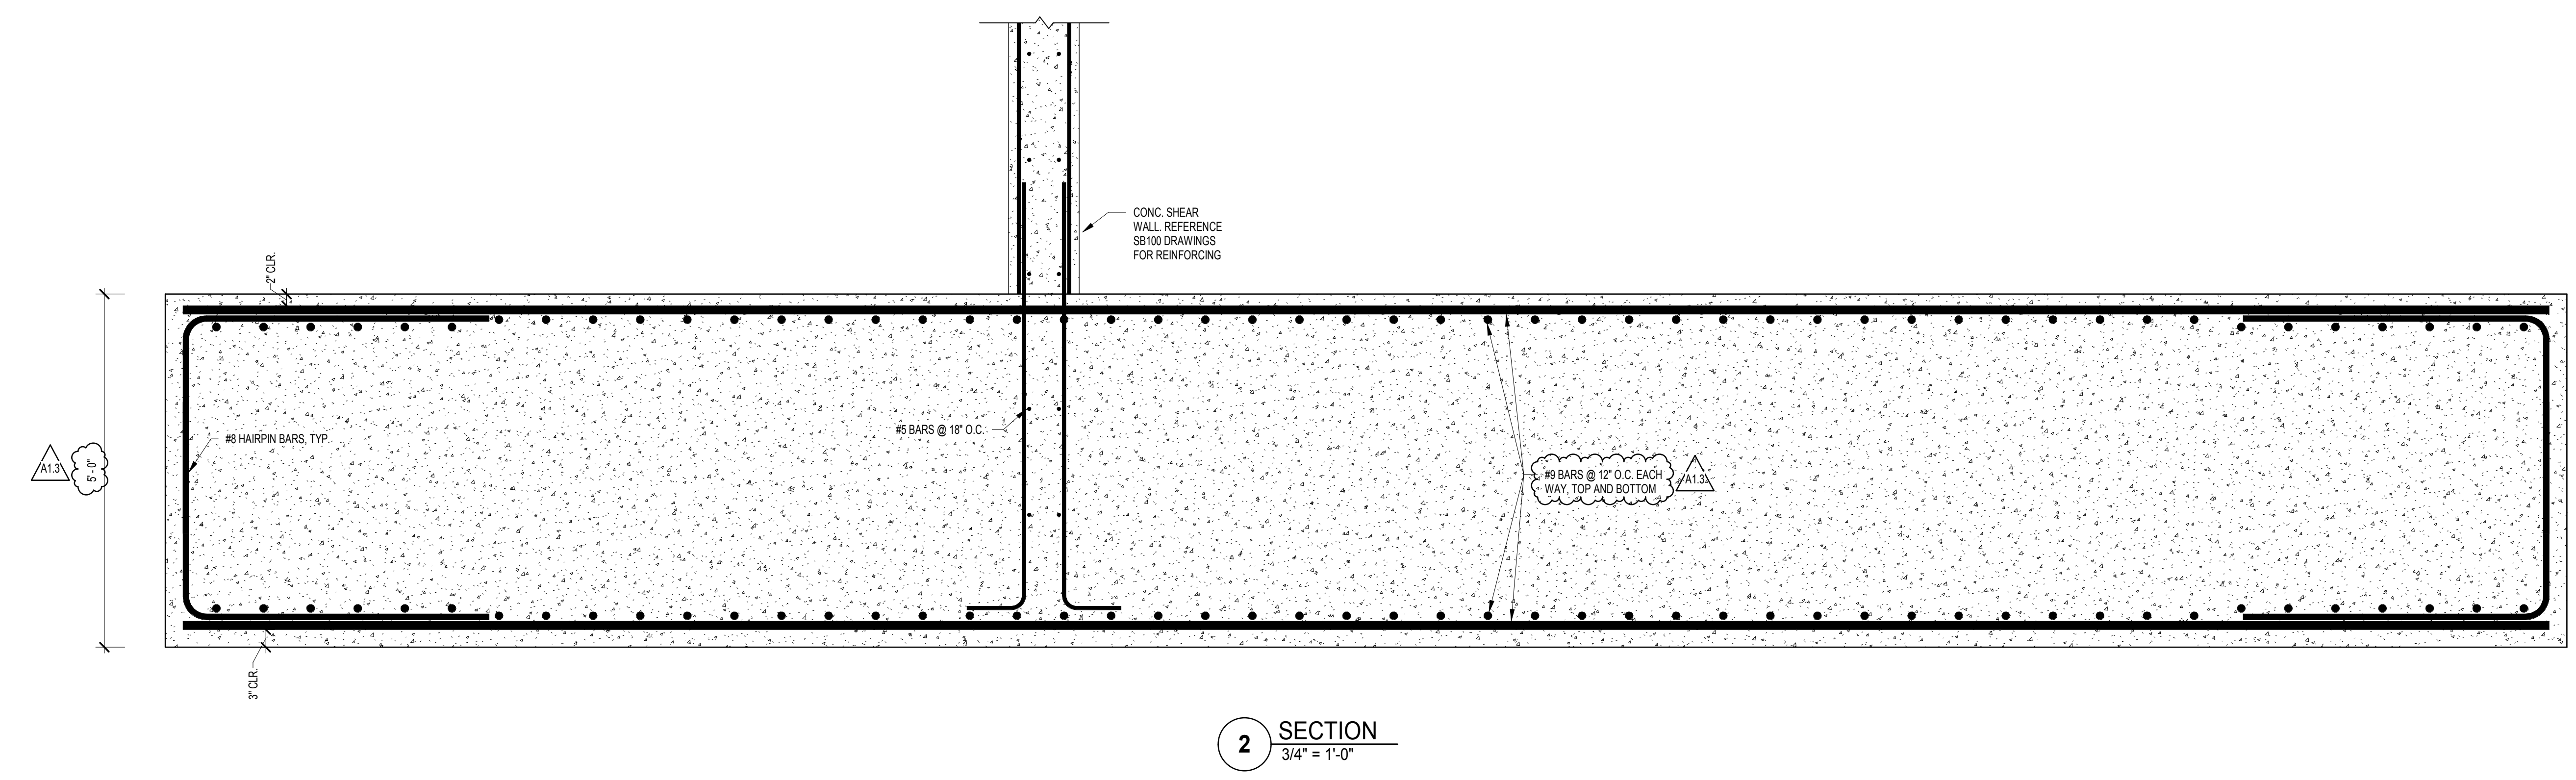 CONC. SHEAR
WALL. REFERENCE
SB100 DRAWINGS
FOR REINFORCING
2" CLR.
#8 HAIRPIN BARS, TYP.
#5 BARS @ 18" O.C.
A1.3
5' - 0"
#9 BARS @ 12" O.C. EACH
WAY, TOP AND BOTTOM
A1.3
3" CLR.
2
SECTION
3/4" = 1'-0"